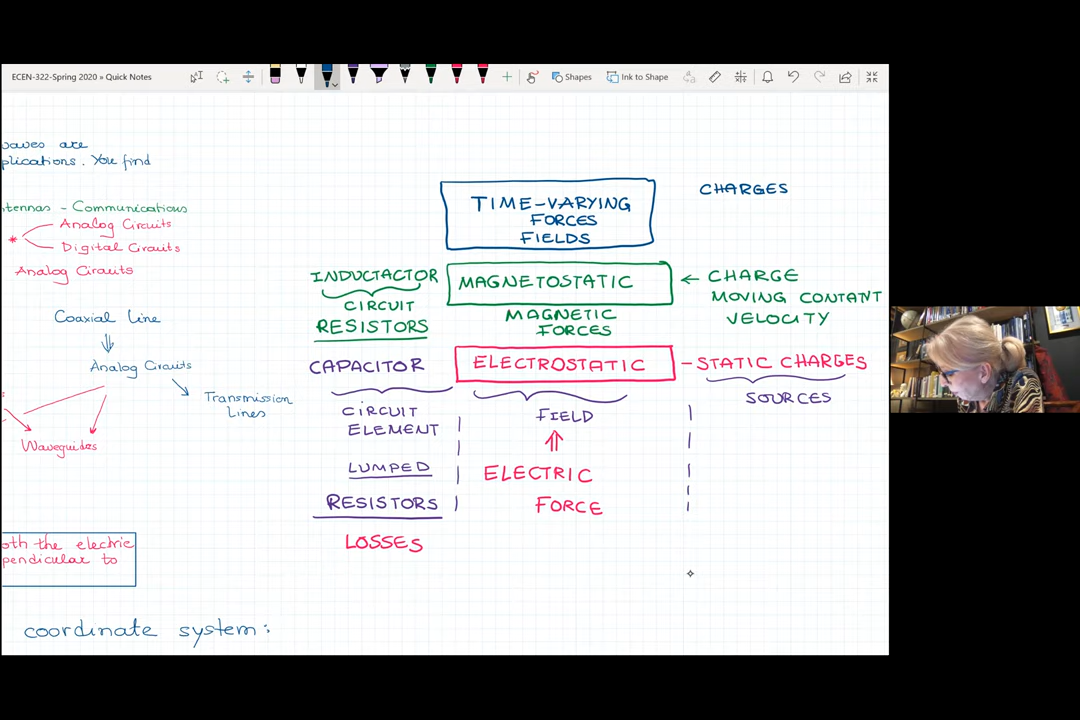 ECEN-322-Spring 2020 » Quick Notes
Shapes
Ink to Shape
waves are
plications. You find
tennas - Communications
* Analog Circuits
Digital Circuits
Analog Circuits
Coaxial Line
Analog Circuits
Transmission
Lines
Waveguides
oth the electric
pendicular to
coordinate system:
TIME-VARYING
FORCES
FIELDS
CHARGES
INDUCTACTOR
CIRCUIT
RESISTORS
MAGNETOSTATIC
MAGNETIC
FORCES
← CHARGE
MOVING CONTANT
VELOCITY
CAPACITOR
ELECTROSTATIC
- STATIC CHARGES
SOURCES
CIRCUIT
ELEMENT
LUMPED
RESISTORS
LOSSES
FIELD
ELECTRIC
FORCE